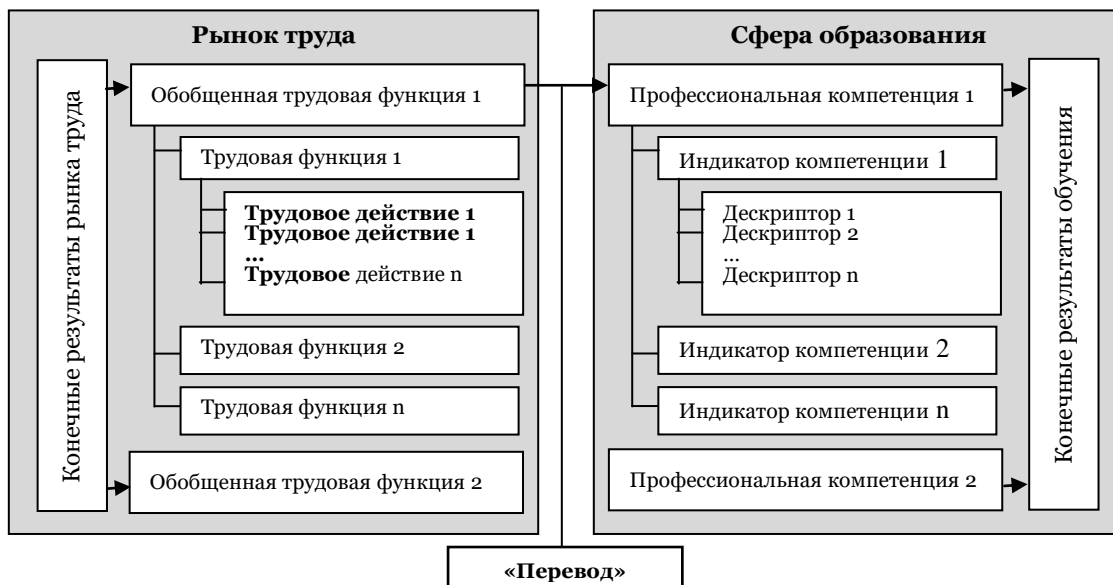 Рынок труда
Конечные результаты рынка труда
Обобщенная трудовая функция 1
Трудовая функция 1
Трудовое действие 1
Трудовое действие 1
...
Трудовое действие n
Трудовая функция 2
Трудовая функция n
Обобщенная трудовая функция 2
Сфера образования
Профессиональная компетенция 1
Индикатор компетенции 1
Дескриптор 1
Дескриптор 2
...
Дескриптор n
Индикатор компетенции 2
Индикатор компетенции n
Профессиональная компетенция 2
Конечные результаты обучения
«Перевод»